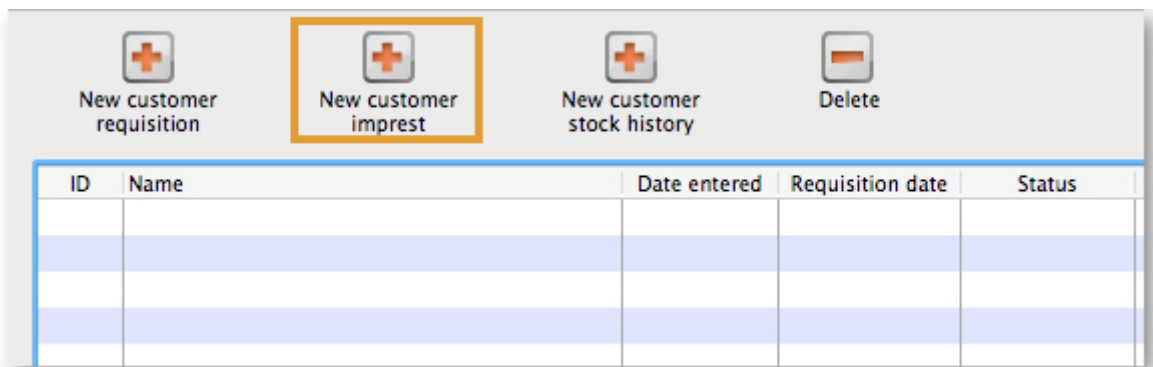 New customer
requisition
New customer
imprest
New customer
stock history
Delete
ID Name Date entered Requisition date Status